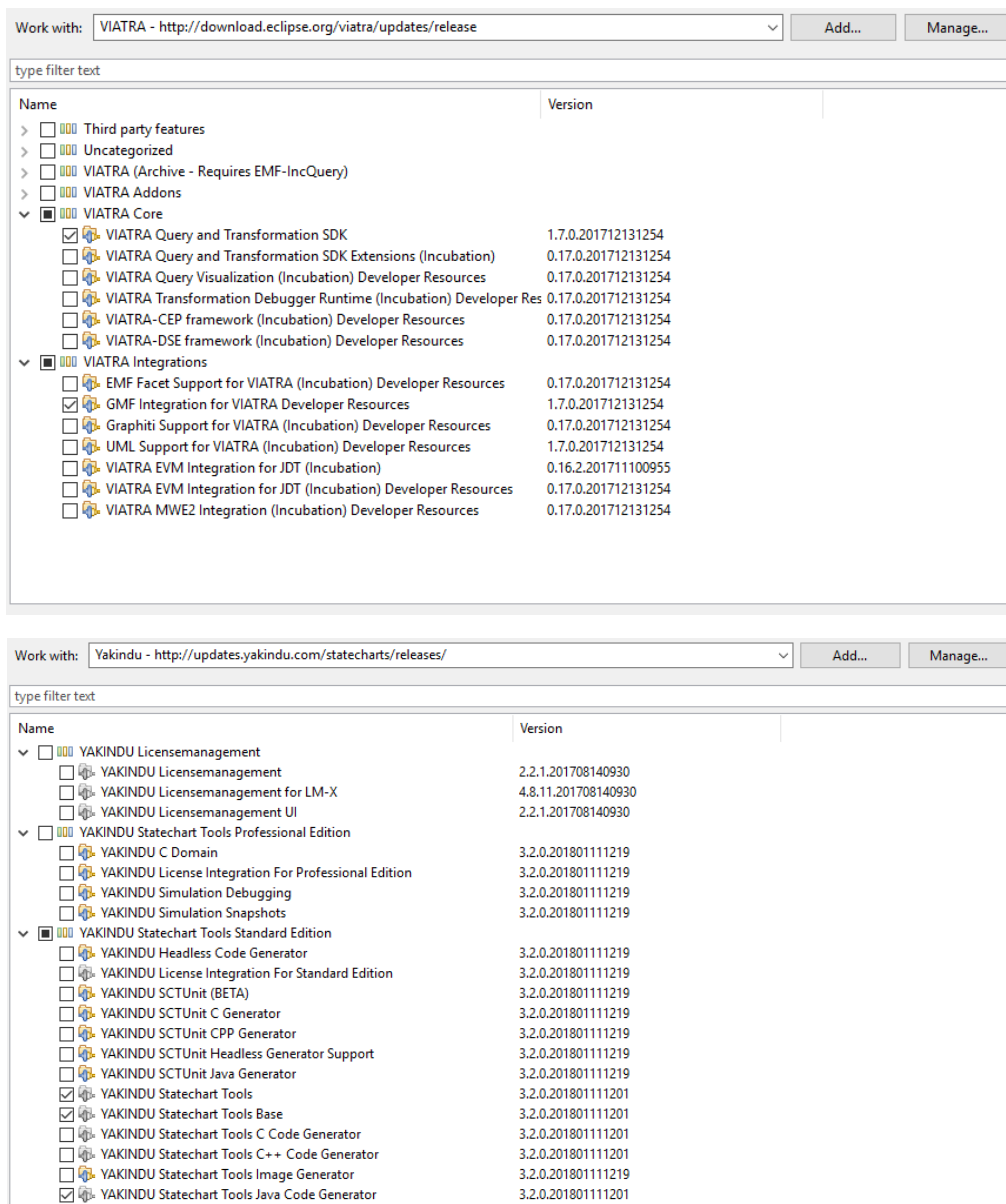 Work with: VIATRA - http://download.eclipse.org/viatra/updates/release Add... Manage...
type filter text
Name Version
Third party features
Uncategorized
VIATRA (Archive - Requires EMF-IncQuery)
VIATRA Addons
VIATRA Core
VIATRA Query and Transformation SDK 1.7.0.201712131254
VIATRA Query and Transformation SDK Extensions (Incubation) 0.17.0.201712131254
VIATRA Query Visualization (Incubation) Developer Resources 0.17.0.201712131254
VIATRA Transformation Debugger Runtime (Incubation) Developer Res 0.17.0.201712131254
VIATRA-CEP framework (Incubation) Developer Resources 0.17.0.201712131254
VIATRA-DSE framework (Incubation) Developer Resources 0.17.0.201712131254
VIATRA Integrations
EMF Facet Support for VIATRA (Incubation) Developer Resources 0.17.0.201712131254
GMF Integration for VIATRA Developer Resources 1.7.0.201712131254
Graphiti Support for VIATRA (Incubation) Developer Resources 0.17.0.201712131254
UML Support for VIATRA (Incubation) Developer Resources 1.7.0.201712131254
VIATRA EVM Integration for JDT (Incubation) 0.16.2.201711100955
VIATRA EVM Integration for JDT (Incubation) Developer Resources 0.17.0.201712131254
VIATRA MWE2 Integration (Incubation) Developer Resources 0.17.0.201712131254
Work with: Yakindu - http://updates.yakindu.com/statecharts/releases/ Add... Manage...
type filter text
Name Version
YAKINDU Licensemanagement
YAKINDU Licensemanagement 2.2.1.201708140930
YAKINDU Licensemanagement for LM-X 4.8.11.201708140930
YAKINDU Licensemanagement UI 2.2.1.201708140930
YAKINDU Statechart Tools Professional Edition
YAKINDU C Domain 3.2.0.201801111219
YAKINDU License Integration For Professional Edition 3.2.0.201801111219
YAKINDU Simulation Debugging 3.2.0.201801111219
YAKINDU Simulation Snapshots 3.2.0.201801111219
YAKINDU Statechart Tools Standard Edition
YAKINDU Headless Code Generator 3.2.0.201801111219
YAKINDU License Integration For Standard Edition 3.2.0.201801111219
YAKINDU SCTUnit (BETA) 3.2.0.201801111219
YAKINDU SCTUnit C Generator 3.2.0.201801111219
YAKINDU SCTUnit CPP Generator 3.2.0.201801111219
YAKINDU SCTUnit Headless Generator Support 3.2.0.201801111219
YAKINDU SCTUnit Java Generator 3.2.0.201801111219
YAKINDU Statechart Tools 3.2.0.201801111201
YAKINDU Statechart Tools Base 3.2.0.201801111201
YAKINDU Statechart Tools C Code Generator 3.2.0.201801111201
YAKINDU Statechart Tools C++ Code Generator 3.2.0.201801111201
YAKINDU Statechart Tools Image Generator 3.2.0.201801111219
YAKINDU Statechart Tools Java Code Generator 3.2.0.201801111201